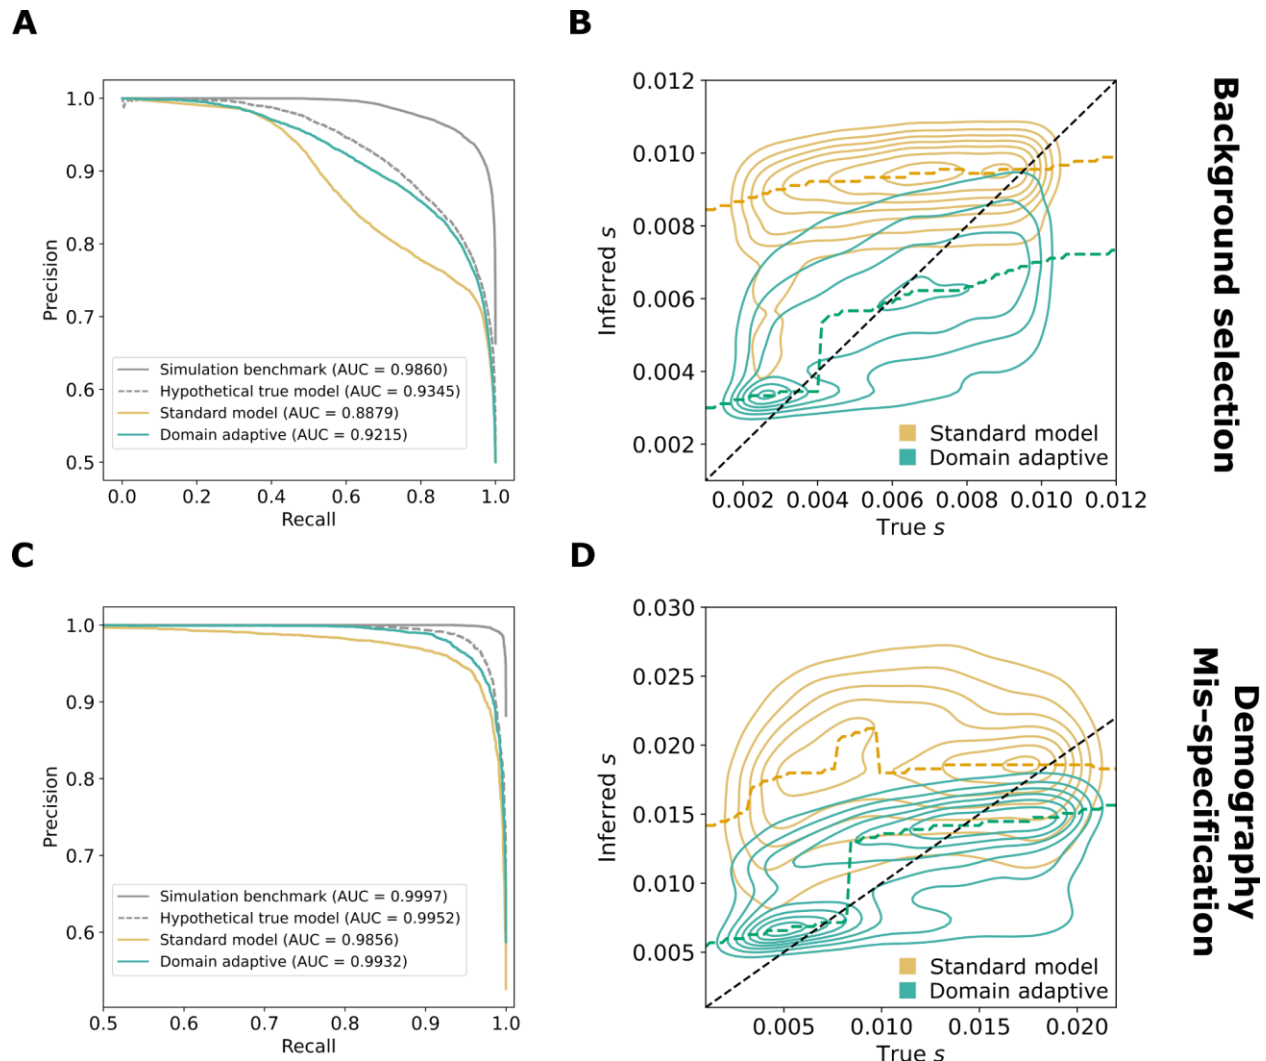 A
1.0
0.9
0.8
0.7
0.6
0.5
Precision
0.0 0.2 0.4 0.6 0.8 1.0
Recall
Simulation benchmark (AUC = 0.9860)
Hypothetical true model (AUC = 0.9345)
Standard model (AUC = 0.8879)
Domain adaptive (AUC = 0.9215)
B
0.012
0.010
0.008
0.006
0.004
0.002
Inferred s
0.002 0.004 0.006 0.008 0.010 0.012
True s
Standard model
Domain adaptive
Background selection
C
1.0
0.9
0.8
0.7
0.6
Precision
0.5 0.6 0.7 0.8 0.9 1.0
Recall
Simulation benchmark (AUC = 0.9997)
Hypothetical true model (AUC = 0.9952)
Standard model (AUC = 0.9856)
Domain adaptive (AUC = 0.9932)
D
0.030
0.025
0.020
0.015
0.010
0.005
Inferred s
0.005 0.010 0.015 0.020
True s
Standard model
Domain adaptive
Demography
Mis-specification